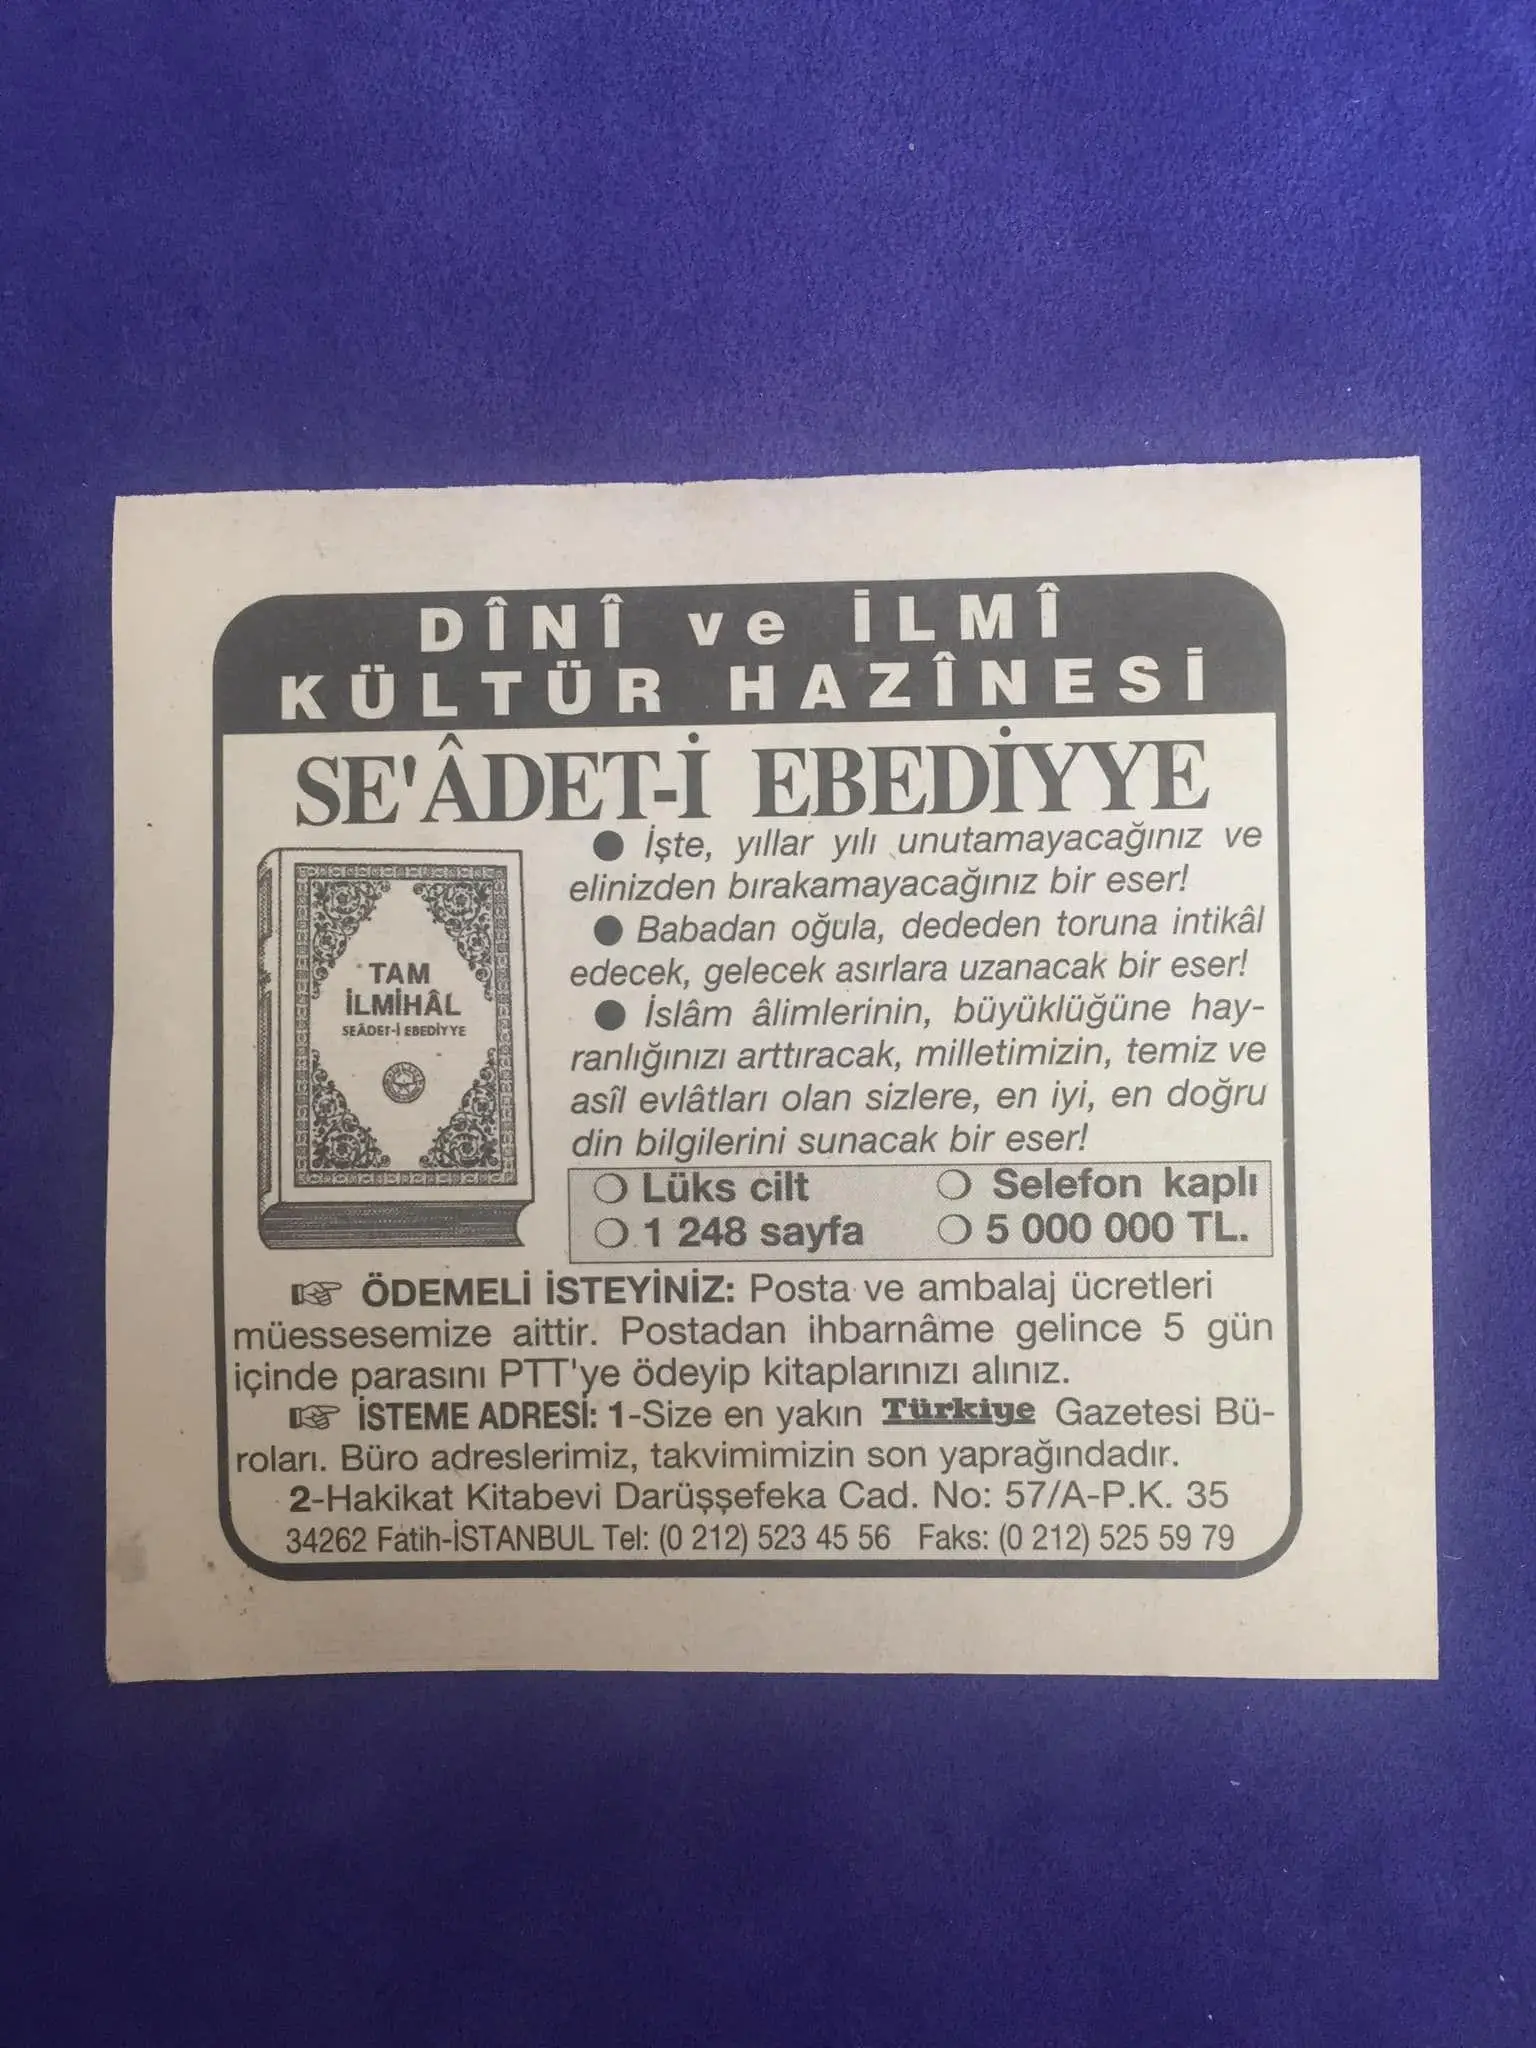 DÎNÎ ve İLMÎ
KÜLTÜR HAZÎNESİ
SE'ÂDET-İ EBEDİYYE
● İşte, yıllar yılı unutamayacağınız ve
elinizden bırakamayacağınız bir eser!
● Babadan oğula, dededen toruna intikâl
edecek, gelecek asırlara uzanacak bir eser!
● İslâm âlimlerinin, büyüklüğüne hay-
ranlığınızı arttıracak, milletimizin, temiz ve
asîl evlâtları olan sizlere, en iyi, en doğru
din bilgilerini sunacak bir eser!
TAM
İLMİHÂL
SEÂDET-İ EBEDİYYE
❍ Lüks cilt ❍ Selefon kaplı
❍ 1 248 sayfa ❍ 5 000 000 TL.
☞ ÖDEMELİ İSTEYİNİZ: Posta ve ambalaj ücretleri
müessesemize aittir. Postadan ihbarnâme gelince 5 gün
içinde parasını PTT'ye ödeyip kitaplarınızı alınız.
☞ İSTEME ADRESİ: 1-Size en yakın Türkiye Gazetesi Bü-
roları. Büro adreslerimiz, takvimimizin son yaprağındadır.
2-Hakikat Kitabevi Darüşşefeka Cad. No: 57/A-P.K. 35
34262 Fatih-İSTANBUL Tel: (0 212) 523 45 56 Faks: (0 212) 525 59 79